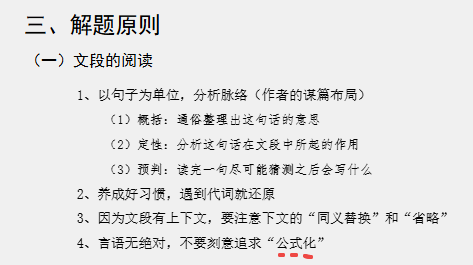 三、解题原则
（一）文段的阅读
1、以句子为单位，分析脉络（作者的谋篇布局）
（1）概括：通俗整理出这句话的意思
（2）定性：分析这句话在文段中所起的作用
（3）预判：读完一句尽可能猜测之后会写什么
2、养成好习惯，遇到代词就还原
3、因为文段有上下文，要注意下文的“同义替换”和“省略”
4、言语无绝对，不要刻意追求“公式化”